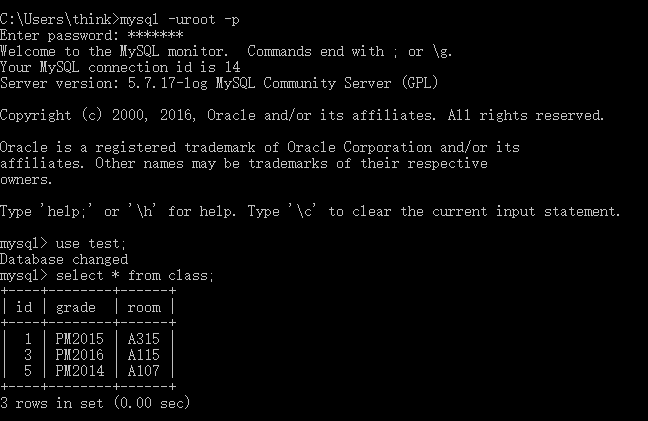 C:\Users\think>mysql -uroot -p
Enter password: *******
Welcome to the MySQL monitor.  Commands end with ; or \g.
Your MySQL connection id is 14
Server version: 5.7.17-log MySQL Community Server (GPL)
Copyright (c) 2000, 2016, Oracle and/or its affiliates. All rights reserved.
Oracle is a registered trademark of Oracle Corporation and/or its
affiliates. Other names may be trademarks of their respective
owners.
Type 'help;' or '\h' for help. Type '\c' to clear the current input statement.
mysql> use test;
Database changed
mysql> select * from class;
+----+--------+------+
| id | grade  | room |
+----+--------+------+
|  1 | PM2015 | A315 |
|  3 | PM2016 | A115 |
|  5 | PM2014 | A107 |
+----+--------+------+
3 rows in set (0.00 sec)